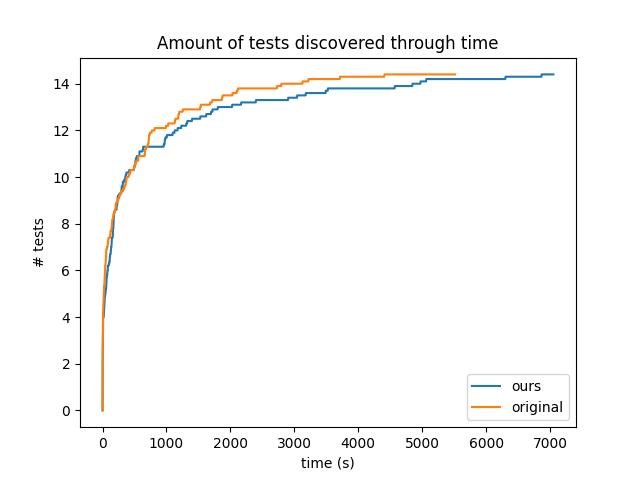 Amount of tests discovered through time
# tests
14
12
10
8
6
4
2
0
0 1000 2000 3000 4000 5000 6000 7000
time (s)
ours
original